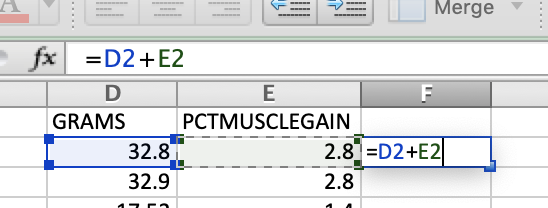 A
Merge
fx =D2+E2
D E F
GRAMS PCTMUSCLEGAIN
32.8 2.8 =D2+E2
32.9 2.8